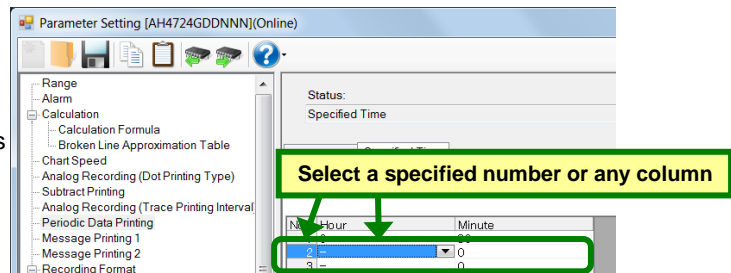 Parameter Setting [AH4724GDDNNN](Online)
Range
Alarm
Calculation
Calculation Formula
Broken Line Approximation Table
Chart Speed
Analog Recording (Dot Printing Type)
Subtract Printing
Analog Recording (Trace Printing Interval
Periodic Data Printing
Message Printing 1
Message Printing 2
Recording Format
s
Status:
Specified Time
Select a specified number or any column
Hour Minute
2 – 0
3 – 0